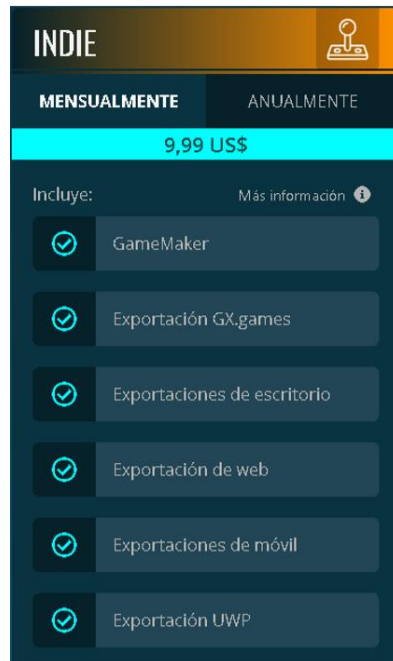 INDIE
MENSUALMENTE ANUALMENTE
9,99 US$
Incluye: Más información
GameMaker
Exportación GX.games
Exportaciones de escritorio
Exportación de web
Exportaciones de móvil
Exportación UWP